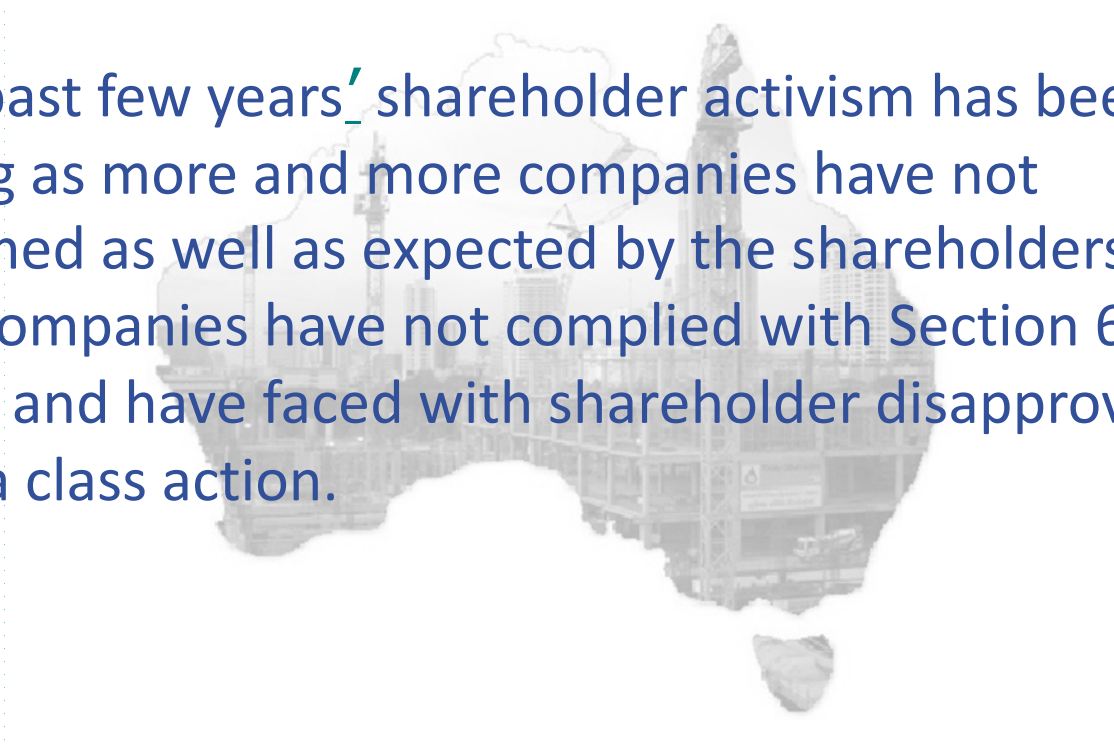 past few years’ shareholder activism has bee
g as more and more companies have not
ned as well as expected by the shareholders
ompanies have not complied with Section 6
and have faced with shareholder disapprov
a class action.